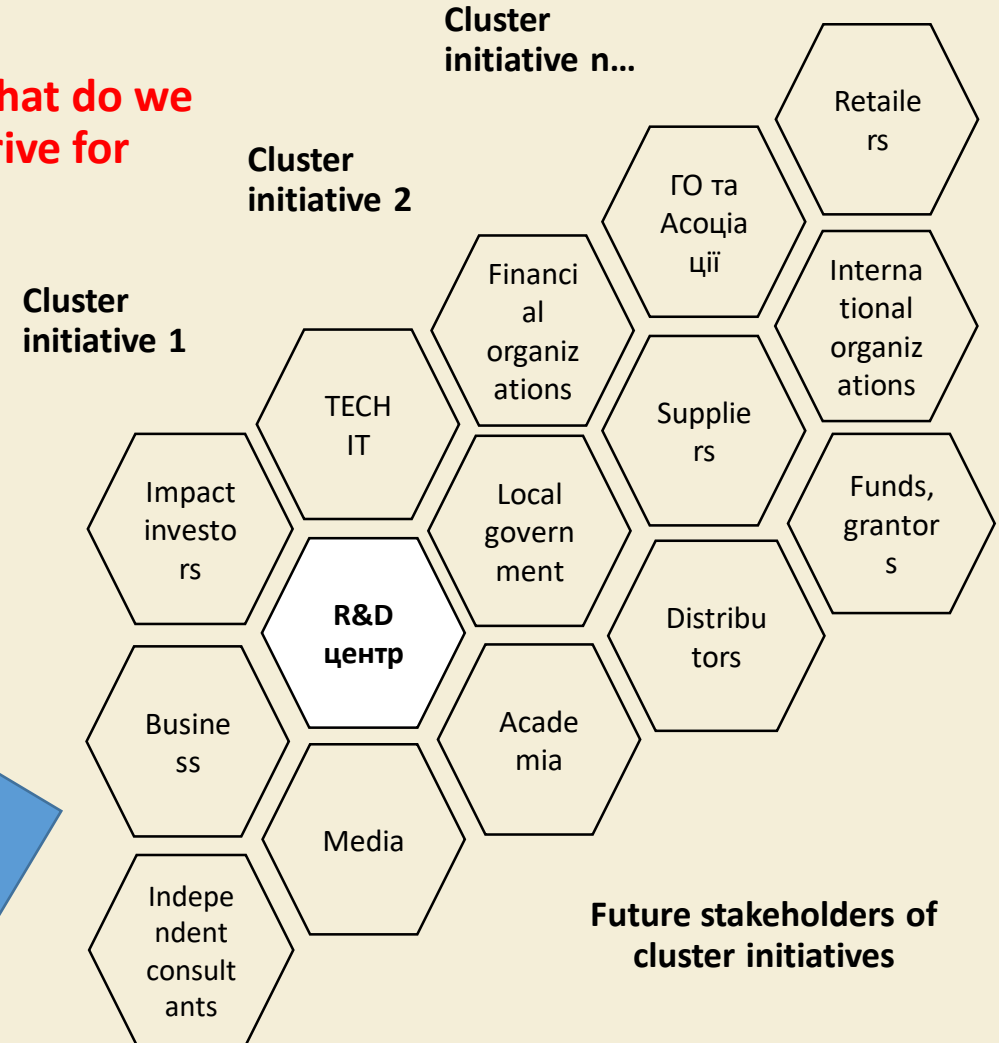 hat do we
rive for
Cluster
initiative n...
Cluster
initiative 2
Cluster
initiative 1
Retaile
rs
ГО та
Асоціа
ції
Interna
tional
organiz
ations
Financi
al
organiz
ations
TECH
IT
Supplie
rs
Impact
investo
rs
Local
govern
ment
Funds,
grantor
s
R&D
центр
Distribu
tors
Busine
ss
Acade
mia
Media
Indepe
ndent
consult
ants
Future stakeholders of
cluster initiatives